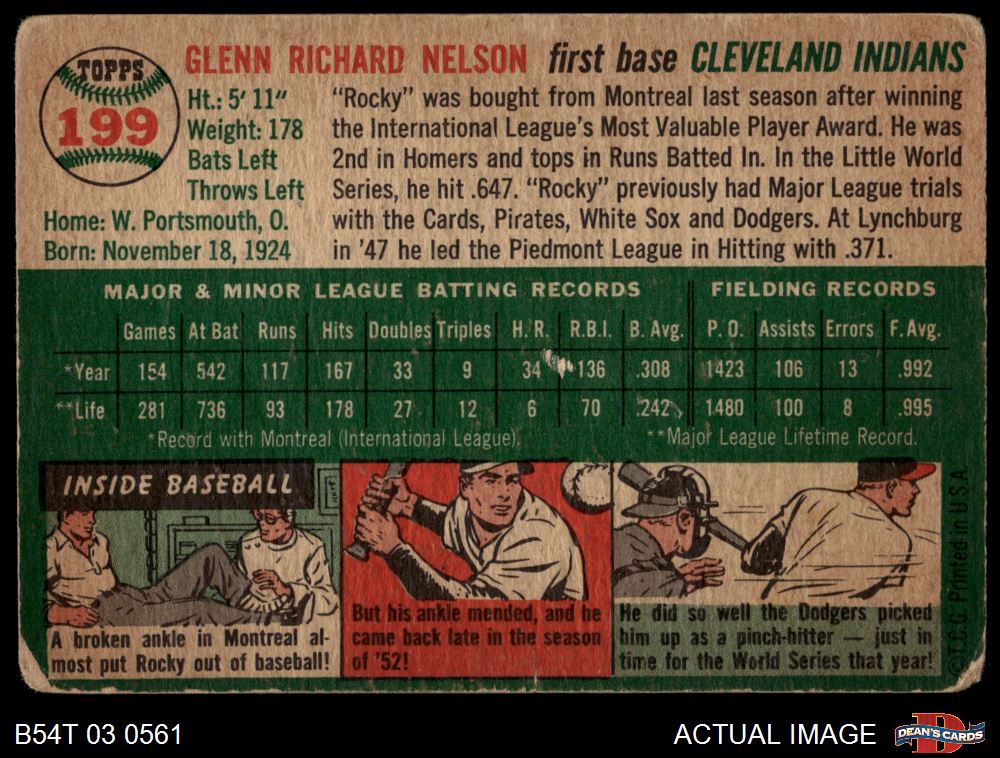 TOPPS
199
GLENN RICHARD NELSON first base CLEVELAND INDIANS
Ht.: 5' 11"
Weight: 178
Bats Left
Throws Left
Home: W. Portsmouth, O.
Born: November 18, 1924
"Rocky" was bought from Montreal last season after winning
the International League's Most Valuable Player Award. He was
2nd in Homers and tops in Runs Batted In. In the Little World
Series, he hit .647. "Rocky" previously had Major League trials
with the Cards, Pirates, White Sox and Dodgers. At Lynchburg
in '47 he led the Piedmont League in Hitting with .371.
MAJOR & MINOR LEAGUE BATTING RECORDS FIELDING RECORDS
Games At Bat Runs Hits Doubles Triples H. R. R.B.I. B. Avg. P. O. Assists Errors F. Avg.
*Year 154 542 117 167 33 9 34 136 .308 1423 106 13 .992
**Life 281 736 93 178 27 12 6 70 .242 1480 100 8 .995
*Record with Montreal (International League). **Major League Lifetime Record.
INSIDE BASEBALL
A broken ankle in Montreal al-
most put Rocky out of baseball!
But his ankle mended, and he
came back late in the season
of '52!
He did so well the Dodgers picked
him up as a pinch-hitter — just in
time for the World Series that year!
©T.C.G. Printed in U.S.A.
B54T 03 0561
ACTUAL IMAGE
D
DEAN'S CARDS